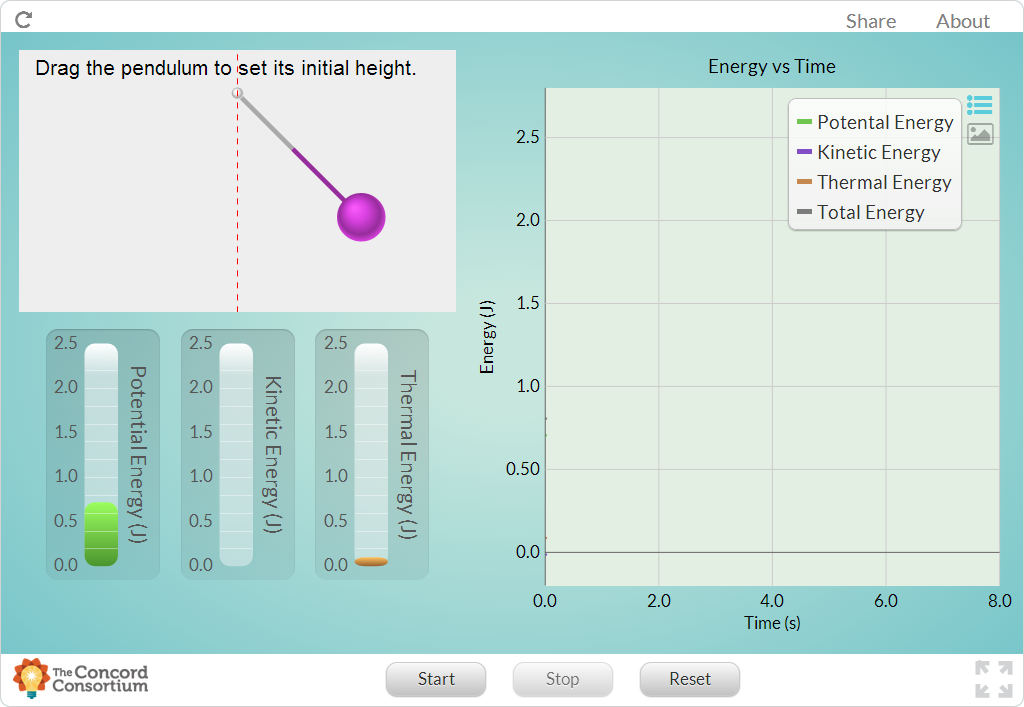 Share About
Drag the pendulum to set its initial height.
2.5
2.0
1.5
1.0
0.5
0.0
Potential Energy (J)
2.5
2.0
1.5
1.0
0.5
0.0
Kinetic Energy (J)
2.5
2.0
1.5
1.0
0.5
0.0
Thermal Energy (J)
Energy vs Time
Potental Energy
Kinetic Energy
Thermal Energy
Total Energy
Energy (J)
2.5
2.0
1.5
1.0
0.50
0.0
0.0 2.0 4.0 6.0 8.0
Time (s)
The Concord
Consortium
Start Stop Reset